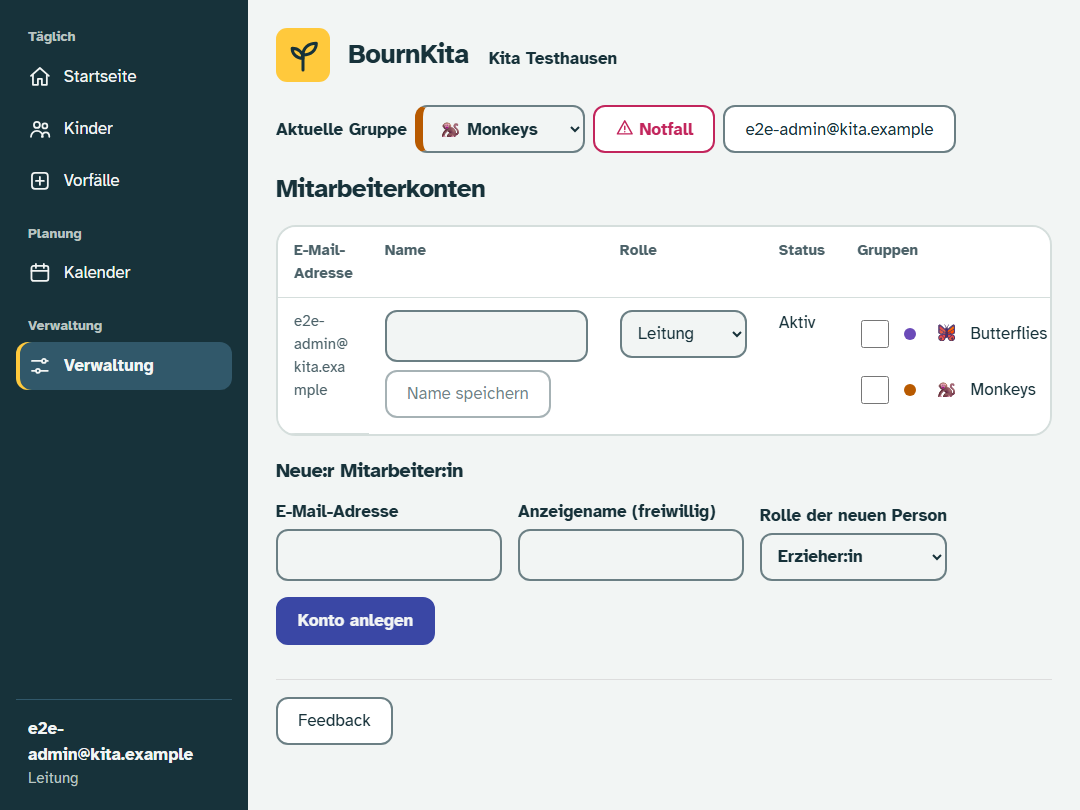 Täglich
Startseite
Kinder
Vorfälle
Planung
Kalender
Verwaltung
Verwaltung
e2e-
admin@kita.example
Leitung
BournKita Kita Testhausen
Aktuelle Gruppe Monkeys Notfall e2e-admin@kita.example
Mitarbeiterkonten
E-Mail-
Adresse Name Rolle Status Gruppen
e2e-
admin@
kita.exa
mple
Name speichern
Leitung
Aktiv
Butterflies
Monkeys
Neue:r Mitarbeiter:in
E-Mail-Adresse Anzeigename (freiwillig) Rolle der neuen Person
Erzieher:in
Konto anlegen
Feedback